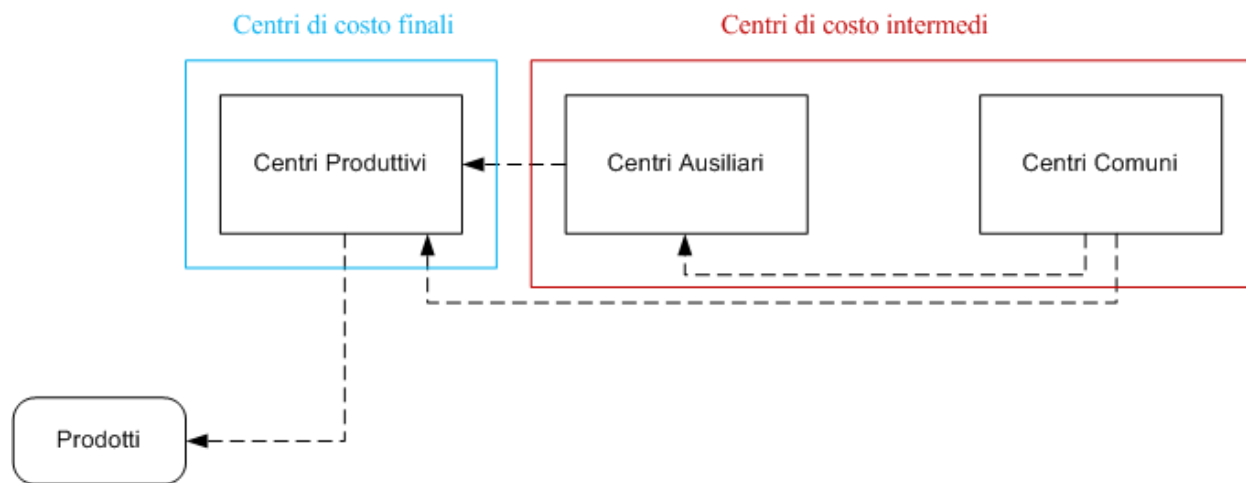 Centri di costo finali
Centri di costo intermedi
Centri Produttivi
Centri Ausiliari
Centri Comuni
Prodotti